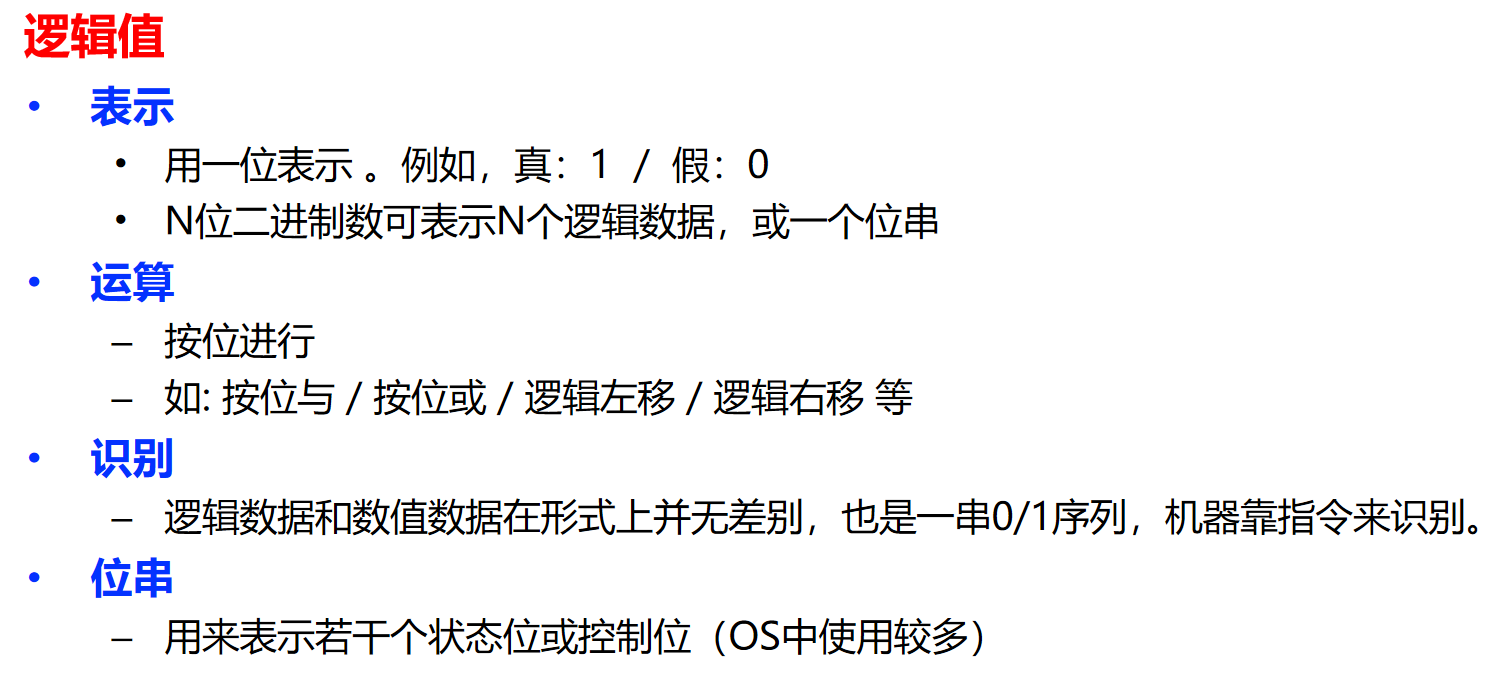 逻辑值
• 表示
• 用一位表示 。例如，真：1 / 假：0
• N位二进制数可表示N个逻辑数据，或一个位串
• 运算
– 按位进行
– 如: 按位与 / 按位或 / 逻辑左移 / 逻辑右移 等
• 识别
– 逻辑数据和数值数据在形式上并无差别，也是一串0/1序列，机器靠指令来识别。
• 位串
– 用来表示若干个状态位或控制位（OS中使用较多）